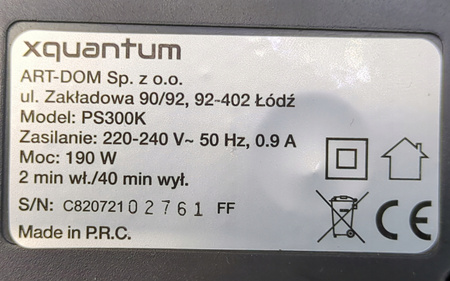 xquantum
ART-DOM Sp. z o.o.
ul. Zakładowa 90/92, 92-402 Łódź
Model: PS300K
Zasilanie: 220-240 V~ 50 Hz, 0.9 A
Moc: 190 W
2 min wł./40 min wył.
S/N: C82072102761 FF
Made in P.R.C.
CE